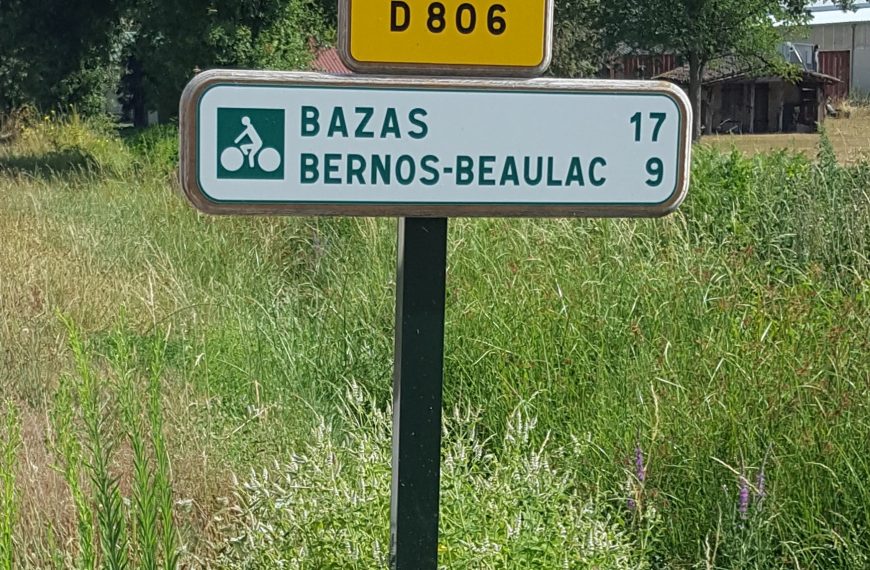 D 806
BAZAS 17
BERNOS-BEAULAC 9